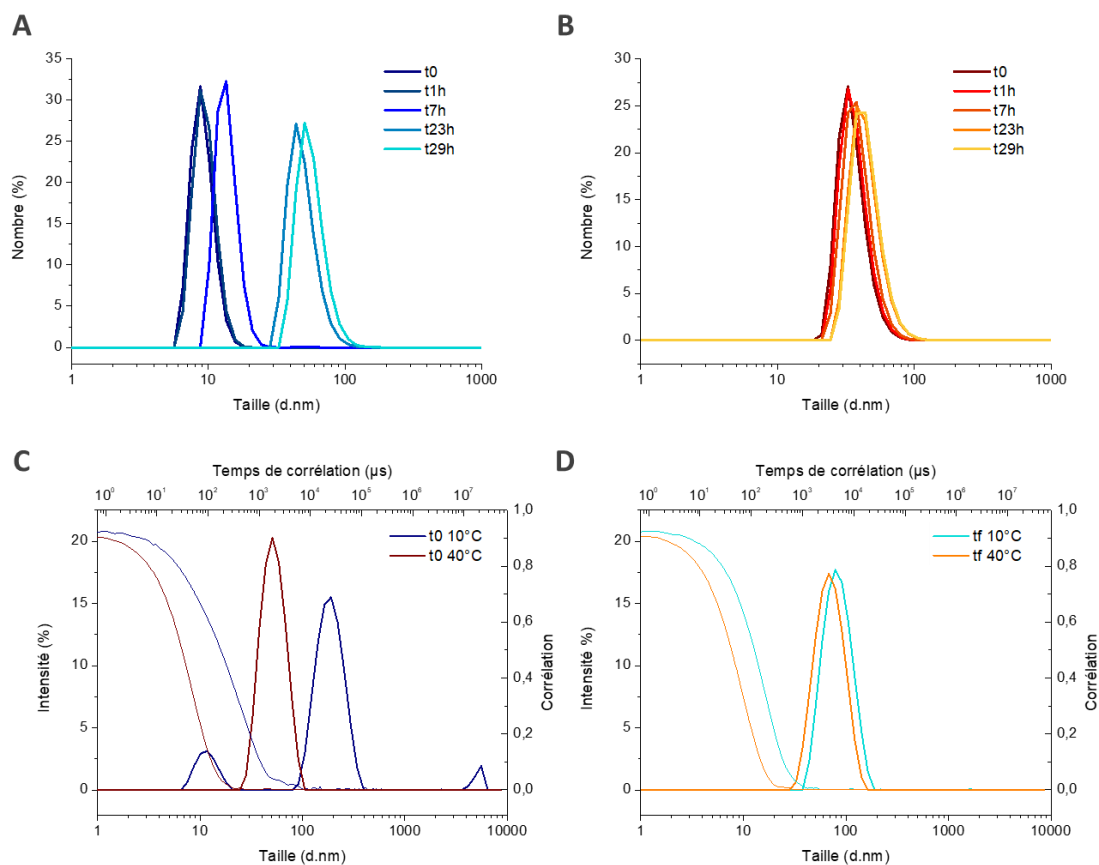 A
B
35
30
25
20
15
10
5
0
Nombre (%)
t0
t1h
t7h
t23h
t29h
1
10
100
1000
Taille (d.nm)
30
25
20
15
10
5
0
Nombre (%)
t0
t1h
t7h
t23h
t29h
1
10
100
1000
Taille (d.nm)
C
Temps de corrélation (µs)
10⁰ 10¹ 10² 10³ 10⁴ 10⁵ 10⁶ 10⁷
20
15
10
5
0
Intensité (%)
t0 10°C
t0 40°C
1,0
0,8
0,6
0,4
0,2
0,0
Corrélation
1
10
100
1000
10000
Taille (d.nm)
D
Temps de corrélation (µs)
10⁰ 10¹ 10² 10³ 10⁴ 10⁵ 10⁶ 10⁷
20
15
10
5
0
Intensité %)
tf 10°C
tf 40°C
1,0
0,8
0,6
0,4
0,2
0,0
Corrélation
1
10
100
1000
10000
Taille (d.nm)